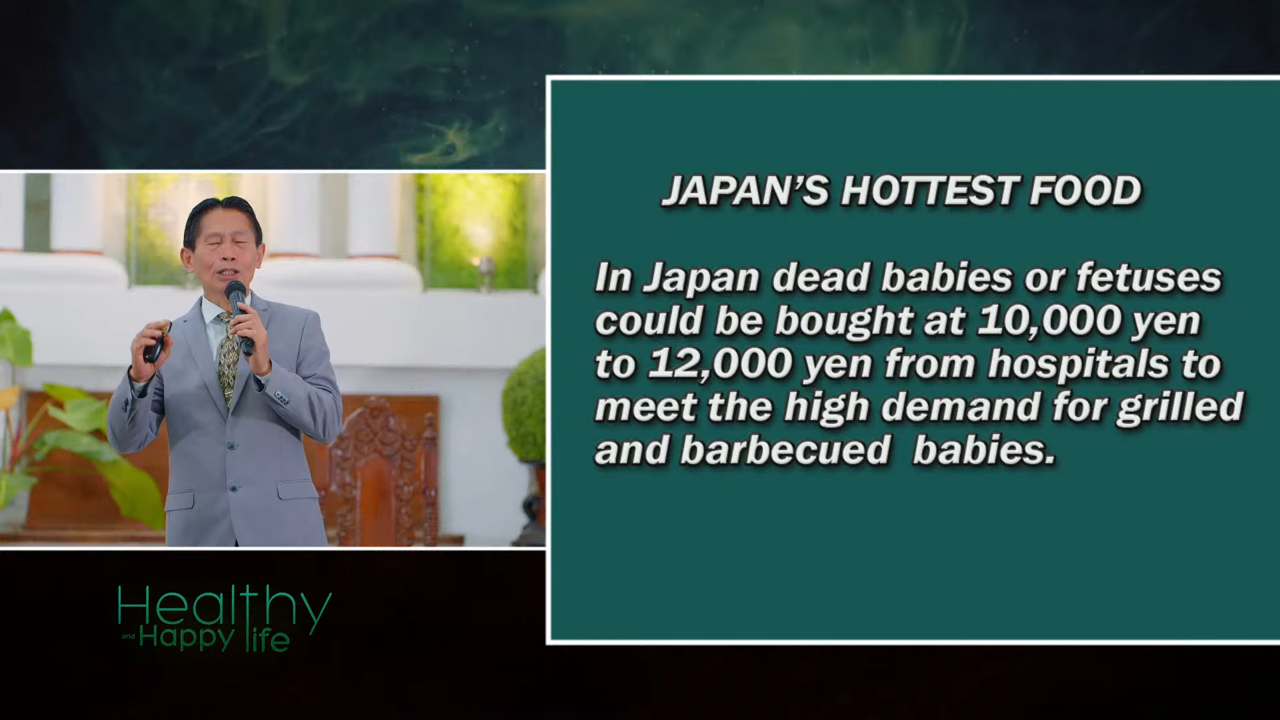 JAPAN'S HOTTEST FOOD
In Japan dead babies or fetuses
could be bought at 10,000 yen
to 12,000 yen from hospitals to
meet the high demand for grilled
and barbecued babies.
Healthy
and Happy life